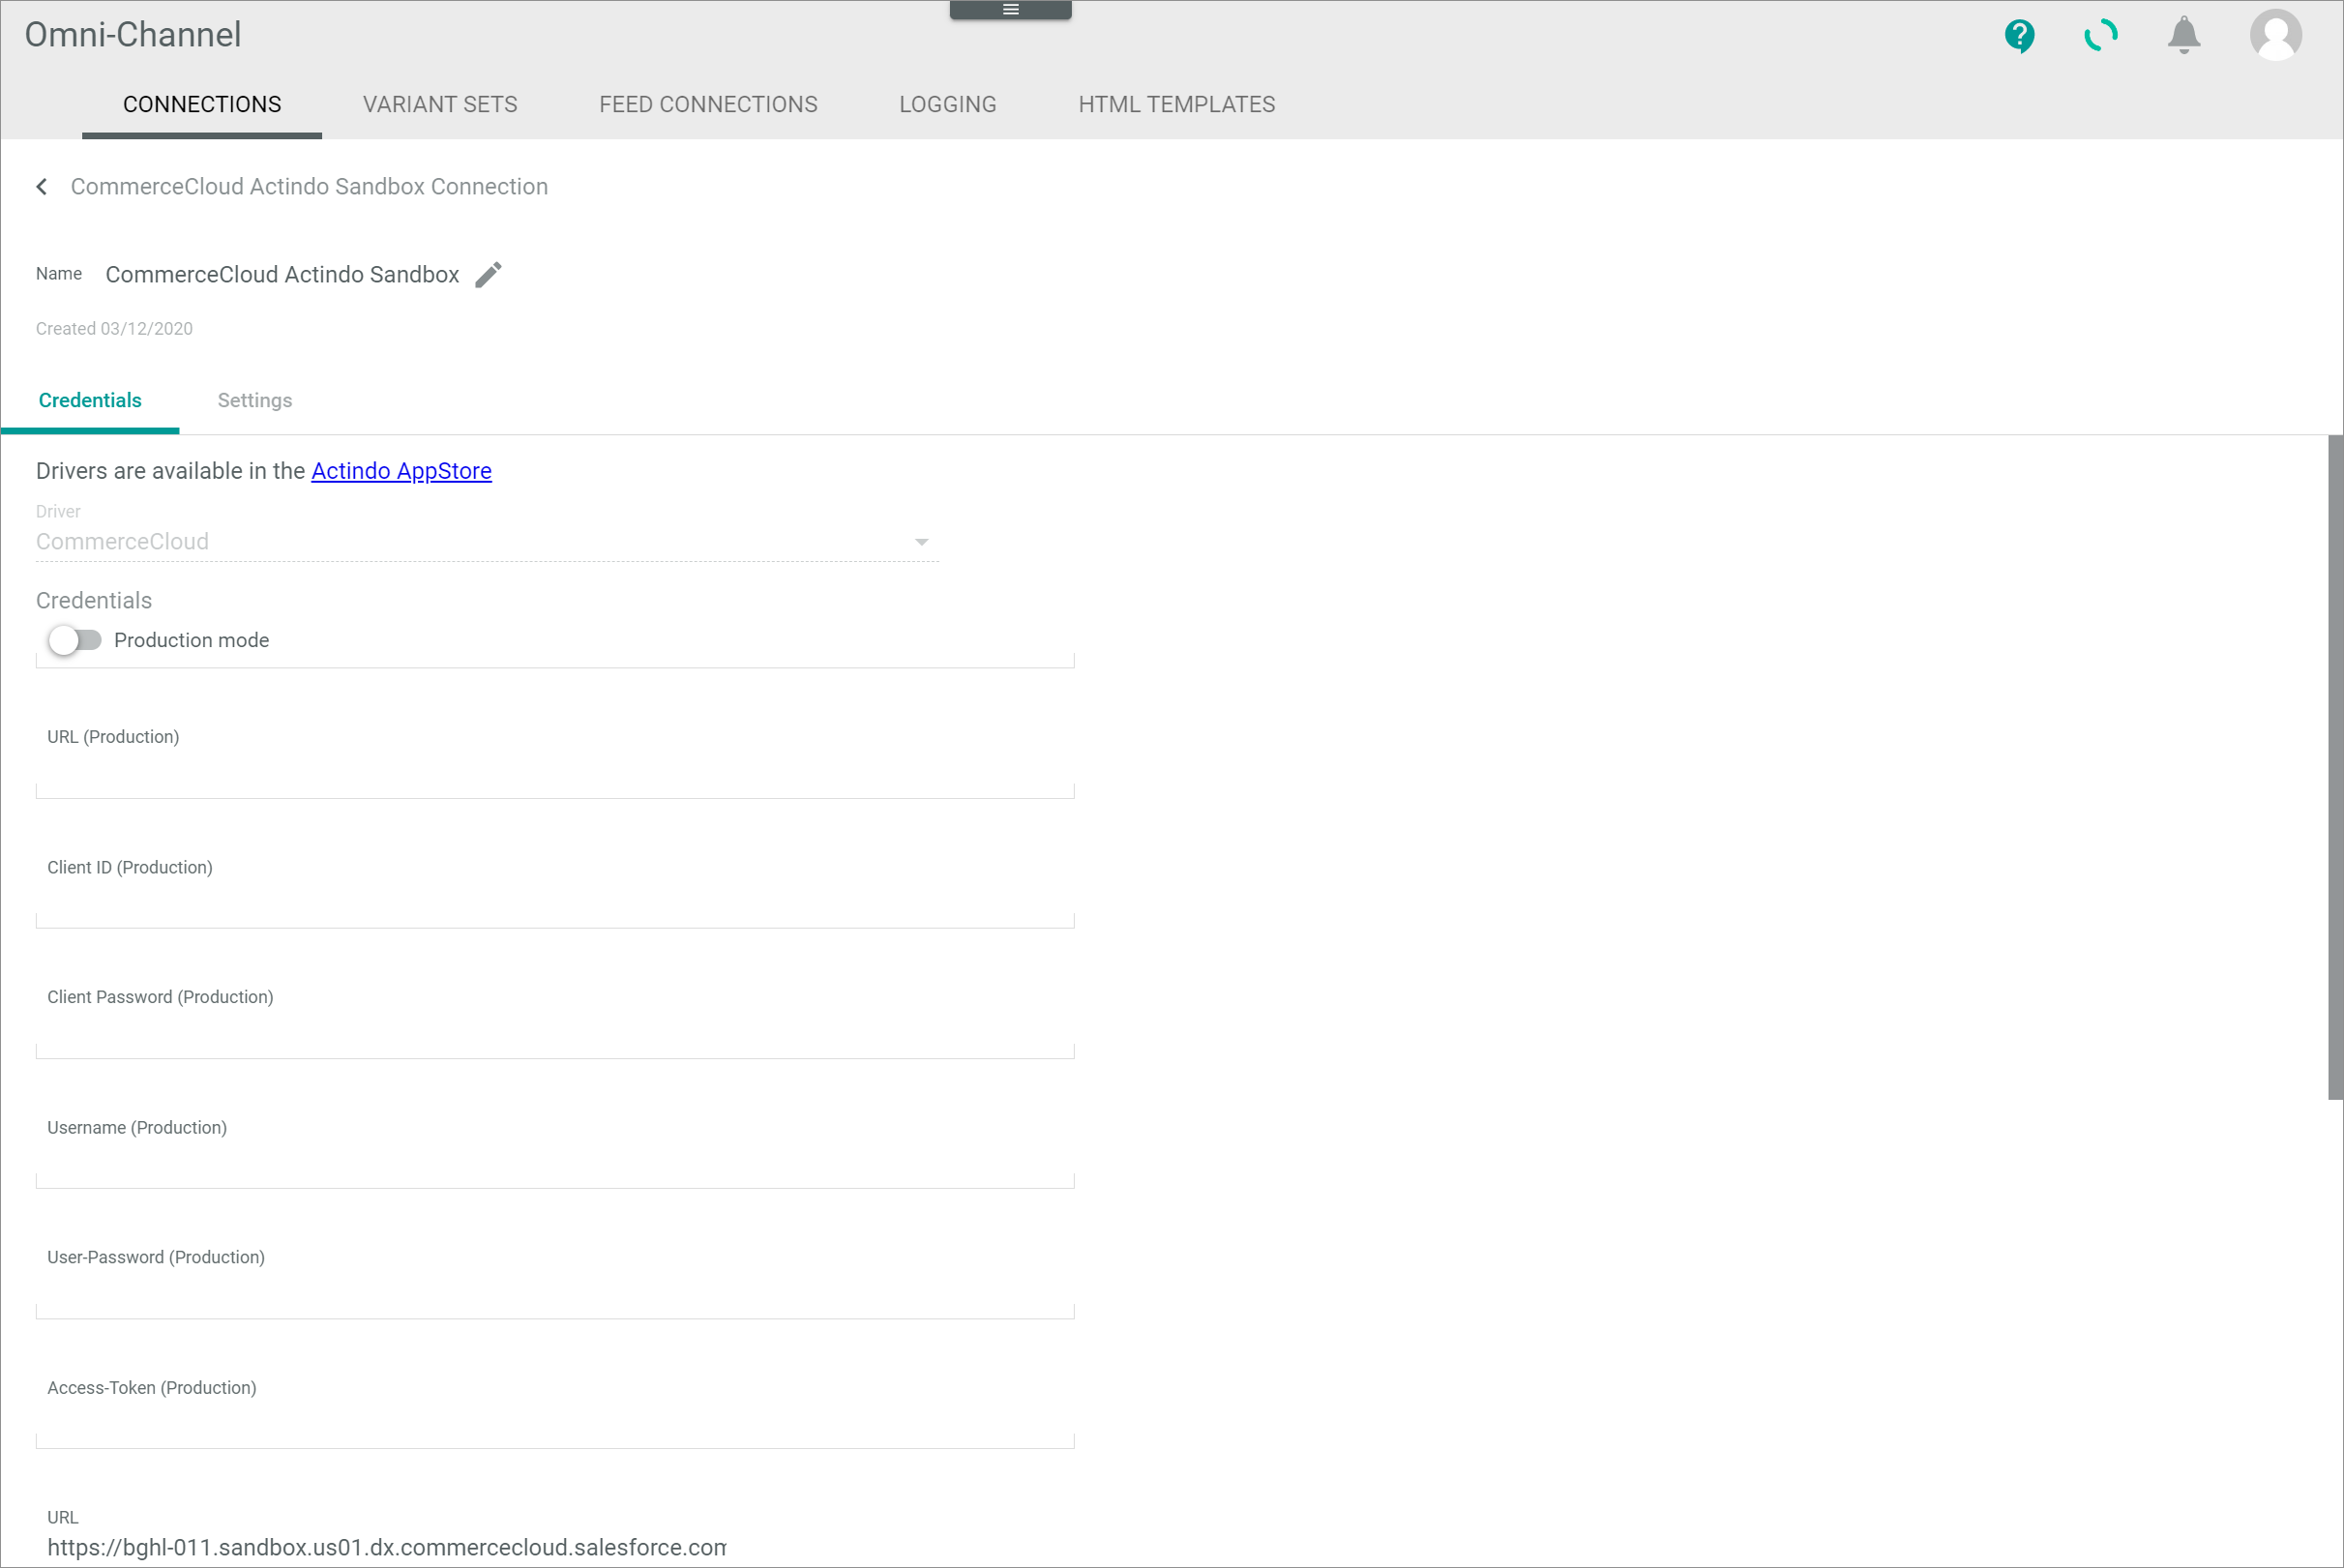 Omni-Channel
CONNECTIONS VARIANT SETS FEED CONNECTIONS LOGGING HTML TEMPLATES
CommerceCloud Actindo Sandbox Connection
Name CommerceCloud Actindo Sandbox
Created 03/12/2020
Credentials Settings
Drivers are available in the Actindo AppStore
Driver
CommerceCloud
Credentials
Production mode
URL (Production)
Client ID (Production)
Client Password (Production)
Username (Production)
User-Password (Production)
Access-Token (Production)
URL
https://bghl-011.sandbox.us01.dx.commercecloud.salesforce.com